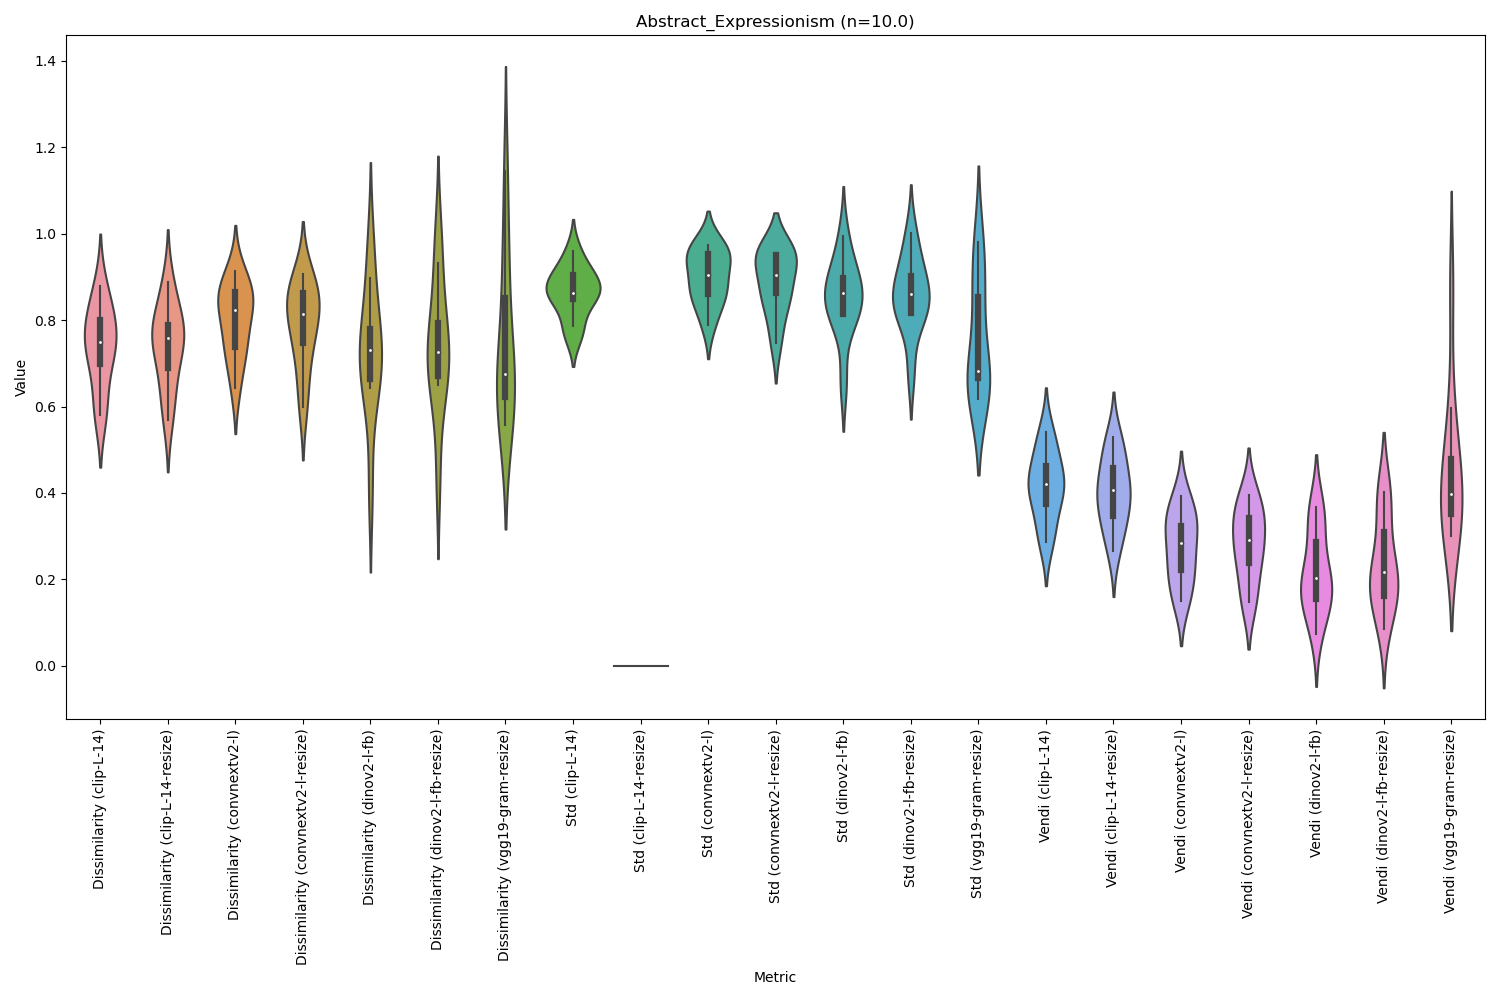 Abstract_Expressionism (n=10.0)
1.4
1.2
1.0
0.8
0.6
0.4
0.2
0.0
Value
Dissimilarity (clip-L-14)
Dissimilarity (clip-L-14-resize)
Dissimilarity (convnextv2-l)
Dissimilarity (convnextv2-l-resize)
Dissimilarity (dinov2-l-fb)
Dissimilarity (dinov2-l-fb-resize)
Dissimilarity (vgg19-gram-resize)
Std (clip-L-14)
Std (clip-L-14-resize)
Std (convnextv2-l)
Std (convnextv2-l-resize)
Std (dinov2-l-fb)
Std (dinov2-l-fb-resize)
Std (vgg19-gram-resize)
Vendi (clip-L-14)
Vendi (clip-L-14-resize)
Vendi (convnextv2-l)
Vendi (convnextv2-l-resize)
Vendi (dinov2-l-fb)
Vendi (dinov2-l-fb-resize)
Vendi (vgg19-gram-resize)
Metric